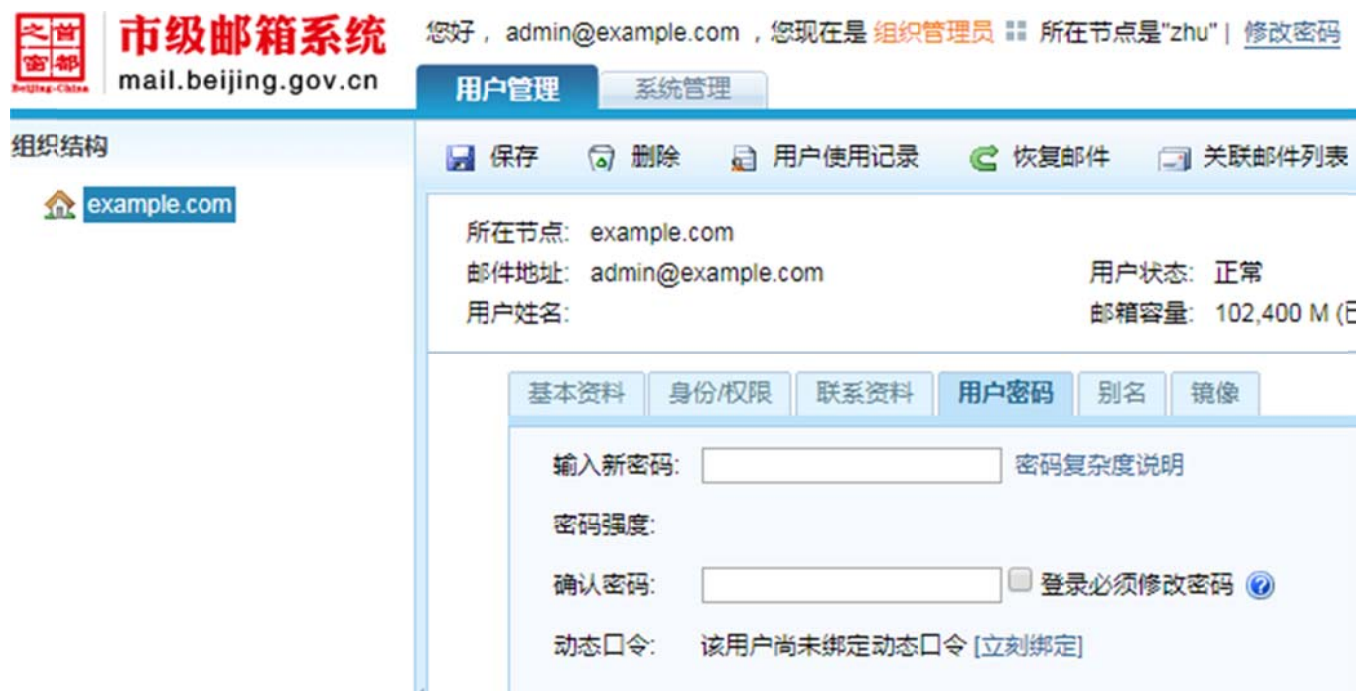 首都之窗
Beijing-China
市级邮箱系统
mail.beijing.gov.cn
您好，admin@example.com，您现在是 组织管理员 所在节点是"zhu" | 修改密码
用户管理 系统管理
组织结构
example.com
保存 删除 用户使用记录 恢复邮件 关联邮件列表
所在节点: example.com
邮件地址: admin@example.com 用户状态: 正常
用户姓名: 邮箱容量: 102,400 M (已
基本资料 身份/权限 联系资料 用户密码 别名 镜像
输入新密码: 密码复杂度说明
密码强度:
确认密码: 登录必须修改密码
动态口令: 该用户尚未绑定动态口令 [立刻绑定]